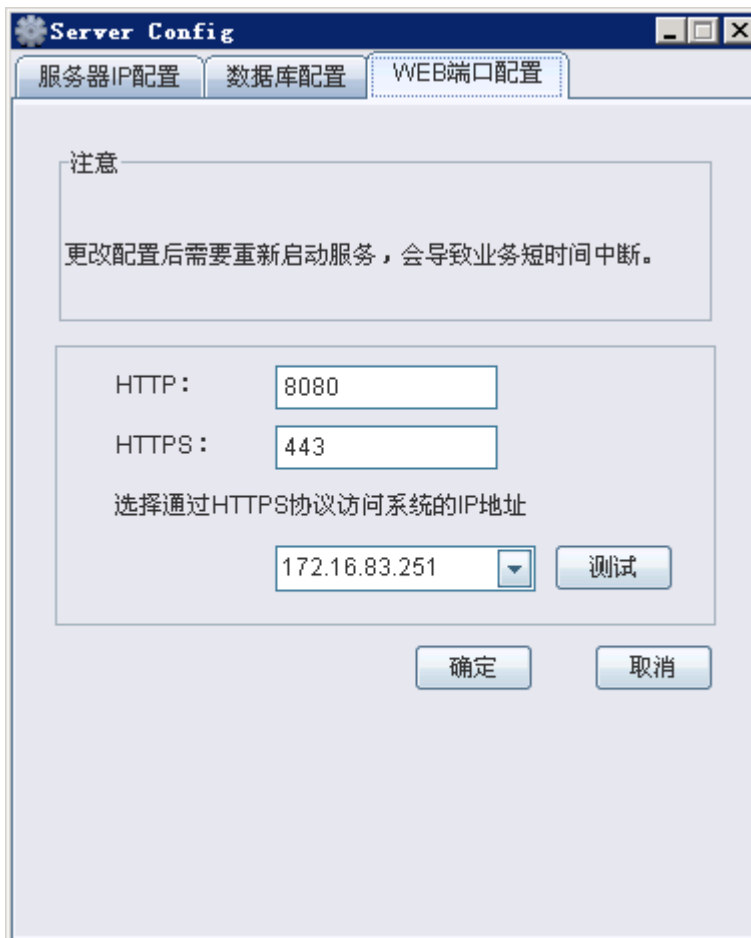 Server Config
服务器IP配置 数据库配置 WEB端口配置
注意
更改配置后需要重新启动服务，会导致业务短时间中断。
HTTP： 8080
HTTPS： 443
选择通过HTTPS协议访问系统的IP地址
172.16.83.251 测试
确定 取消